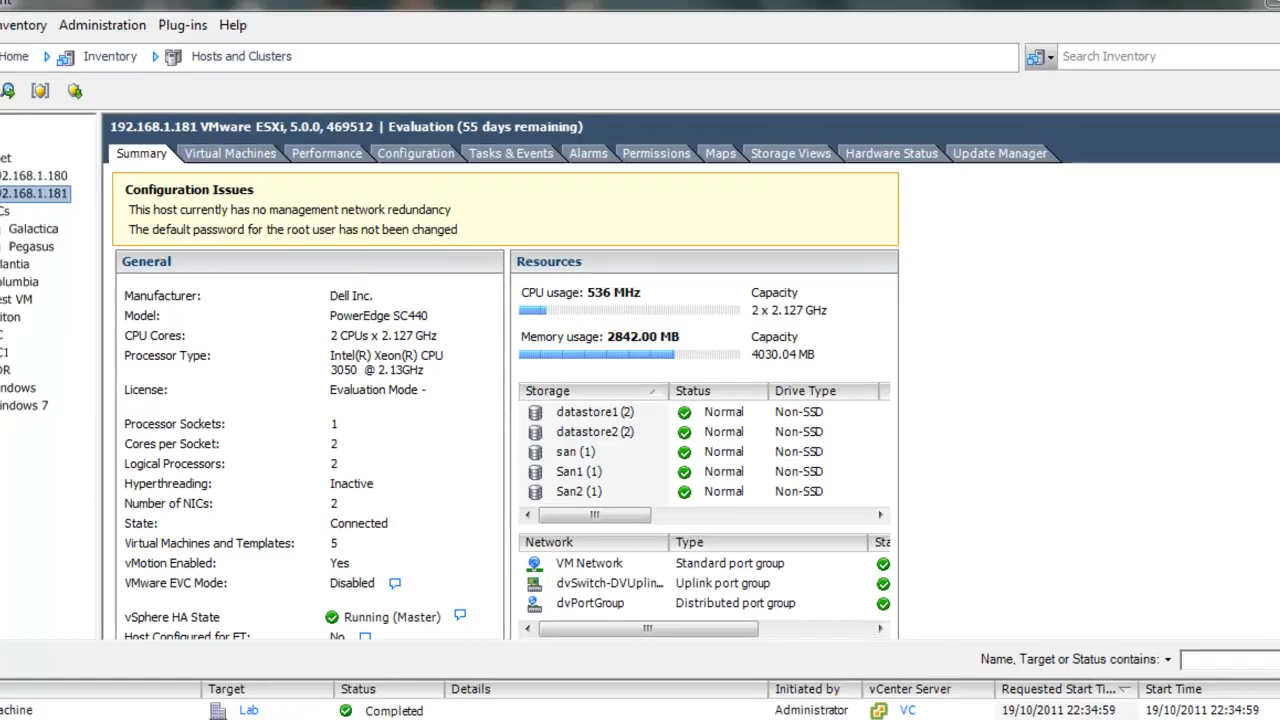 nventory Administration Plug-ins Help
Home Inventory Hosts and Clusters Search Inventory
192.168.1.181 VMware ESXi, 5.0.0, 469512 | Evaluation (55 days remaining)
Summary Virtual Machines Performance Configuration Tasks & Events Alarms Permissions Maps Storage Views Hardware Status Update Manager
et
92.168.1.180
92.168.1.181
Cs
Galactica
Pegasus
lantia
olumbia
est VM
iton
C
C1
DR
indows
indows 7
Configuration Issues
This host currently has no management network redundancy
The default password for the root user has not been changed
General
Manufacturer: Dell Inc.
Model: PowerEdge SC440
CPU Cores: 2 CPUs x 2.127 GHz
Processor Type: Intel(R) Xeon(R) CPU
3050 @ 2.13GHz
License: Evaluation Mode -
Processor Sockets: 1
Cores per Socket: 2
Logical Processors: 2
Hyperthreading: Inactive
Number of NICs: 2
State: Connected
Virtual Machines and Templates: 5
vMotion Enabled: Yes
VMware EVC Mode: Disabled
vSphere HA State Running (Master)
Host Configured for FT: No
Resources
CPU usage: 536 MHz Capacity
2 x 2.127 GHz
Memory usage: 2842.00 MB Capacity
4030.04 MB
Storage Status Drive Type
datastore1 (2) Normal Non-SSD
datastore2 (2) Normal Non-SSD
san (1) Normal Non-SSD
San1 (1) Normal Non-SSD
San2 (1) Normal Non-SSD
Network Type Sta
VM Network Standard port group
dvSwitch-DVUplin... Uplink port group
dvPortGroup Distributed port group
Name, Target or Status contains:
Target Status Details Initiated by vCenter Server Requested Start Ti... Start Time
achine Lab Completed Administrator VC 19/10/2011 22:34:59 19/10/2011 22:34:59